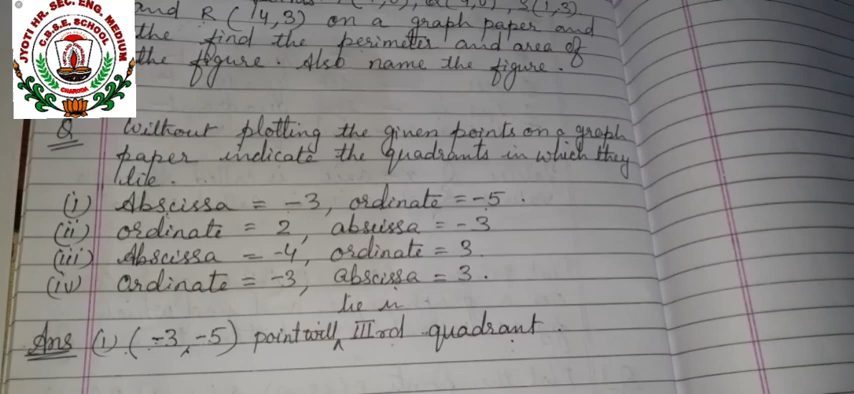 and R (4,3) on a graph paper and
the find the perimeter and area of
the figure. Also name the figure.
JYOTI HR. SEC. ENG. MEDIUM
C.B.S.E. SCHOOL
Q Without plotting the given points on a graph
paper indicate the quadrants in which they
lie.
(i) Abscissa = -3, ordinate = -5.
(ii) ordinate = 2, abscissa = -3
(iii) Abscissa = -4, ordinate = 3
(iv) ordinate = -3, abscissa = 3.
lie in
Ans (i) (-3, -5) point will ^ IIIrd quadrant.